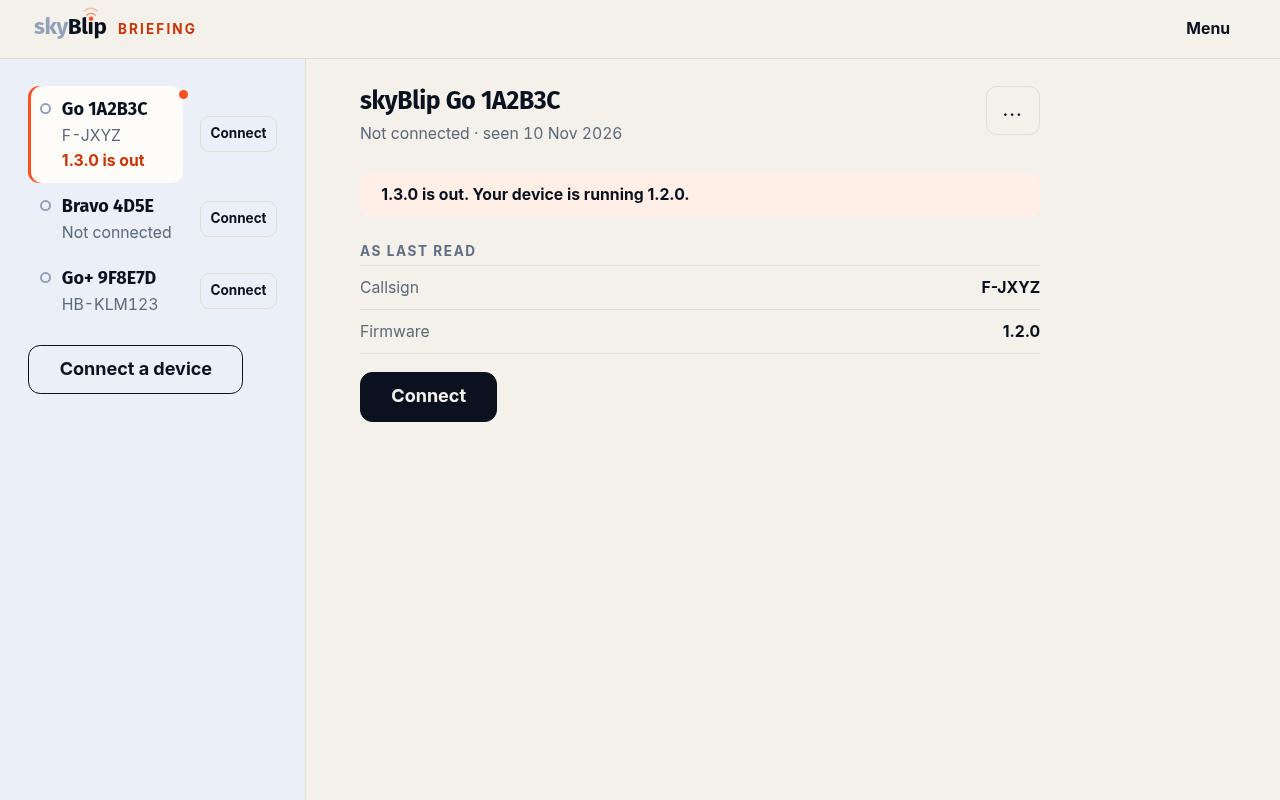 skyBlip BRIEFING
Menu
Go 1A2B3C
F-JXYZ
1.3.0 is out
Connect
Bravo 4D5E
Not connected
Connect
Go+ 9F8E7D
HB-KLM123
Connect
Connect a device
skyBlip Go 1A2B3C
Not connected · seen 10 Nov 2026
...
1.3.0 is out. Your device is running 1.2.0.
AS LAST READ
Callsign F-JXYZ
Firmware 1.2.0
Connect